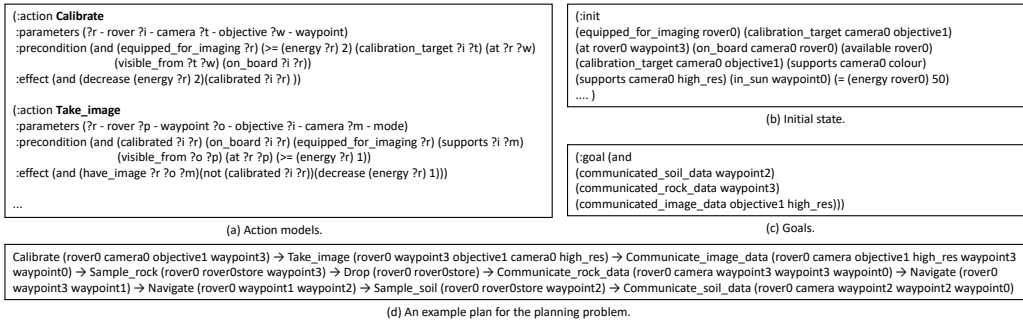 (:action Calibrate
:parameters (?r - rover ?i - camera ?t - objective ?w - waypoint)
:precondition (and (equipped_for_imaging ?r) (>= (energy ?r) 2) (calibration_target ?i ?t) (at ?r ?w)
(visible_from ?t ?w) (on_board ?i ?r))
:effect (and (decrease (energy ?r) 2)(calibrated ?i ?r) ))
(:action Take_image
:parameters (?r - rover ?p - waypoint ?o - objective ?i - camera ?m - mode)
:precondition (and (calibrated ?i ?r) (on_board ?i ?r) (equipped_for_imaging ?r) (supports ?i ?m)
(visible_from ?o ?p) (at ?r ?p) (>= (energy ?r) 1))
:effect (and (have_image ?r ?o ?m)(not (calibrated ?i ?r))(decrease (energy ?r) 1)))
...
(a) Action models.
(:init
(equipped_for_imaging rover0) (calibration_target camera0 objective1)
(at rover0 waypoint3) (on_board camera0 rover0) (available rover0)
(calibration_target camera0 objective1) (supports camera0 colour)
(supports camera0 high_res) (in_sun waypoint0) (= (energy rover0) 50)
.... )
(b) Initial state.
(:goal (and
(communicated_soil_data waypoint2)
(communicated_rock_data waypoint3)
(communicated_image_data objective1 high_res)))
(c) Goals.
Calibrate (rover0 camera0 objective1 waypoint3) → Take_image (rover0 waypoint3 objective1 camera0 high_res) → Communicate_image_data (rover0 camera objective1 high_res waypoint3
waypoint0) → Sample_rock (rover0 rover0store waypoint3) → Drop (rover0 rover0store) → Communicate_rock_data (rover0 camera waypoint3 waypoint3 waypoint0) → Navigate (rover0
waypoint3 waypoint1) → Navigate (rover0 waypoint1 waypoint2) → Sample_soil (rover0 rover0store waypoint2) → Communicate_soil_data (rover0 camera waypoint2 waypoint2 waypoint0)
(d) An example plan for the planning problem.